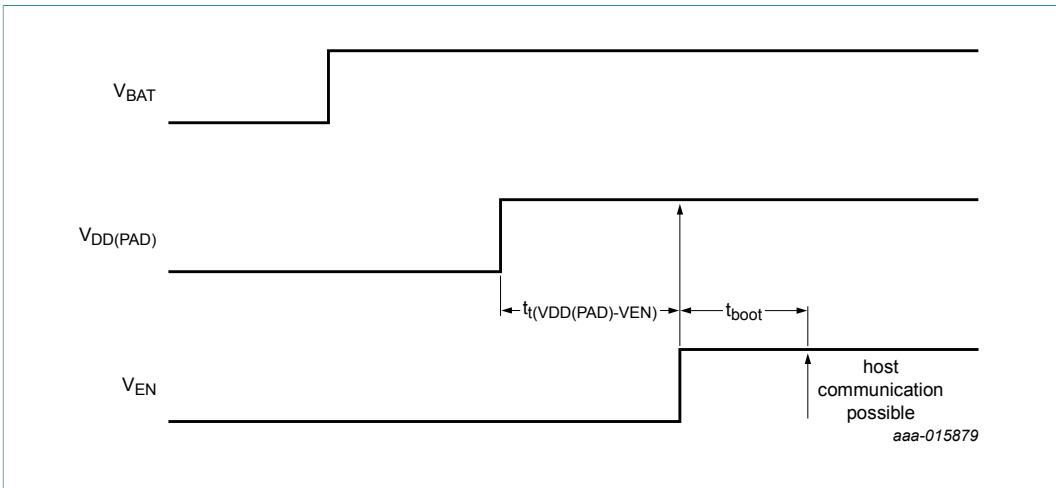 VBAT
VDD(PAD)
tt(VDD(PAD)-VEN)
tboot
VEN
host
communication
possible
aaa-015879